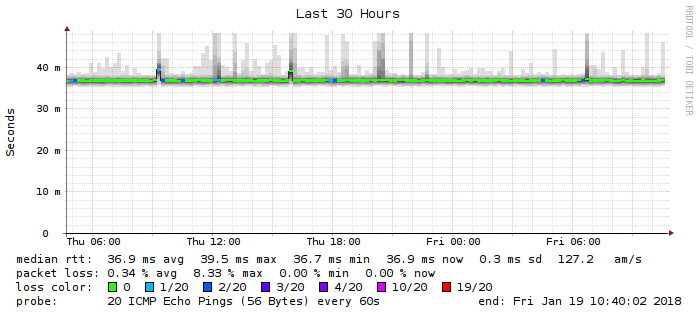 Last 30 Hours
RRDTOOL / TOBI OETIKER
Seconds
40 m
30 m
20 m
10 m
0
Thu 06:00 Thu 12:00 Thu 18:00 Fri 00:00 Fri 06:00
median rtt: 36.9 ms avg 39.5 ms max 36.7 ms min 36.9 ms now 0.3 ms sd 127.2 am/s
packet loss: 0.34 % avg 8.33 % max 0.00 % min 0.00 % now
loss color: 0 1/20 2/20 3/20 4/20 10/20 19/20
probe: 20 ICMP Echo Pings (56 Bytes) every 60s end: Fri Jan 19 10:40:02 2018